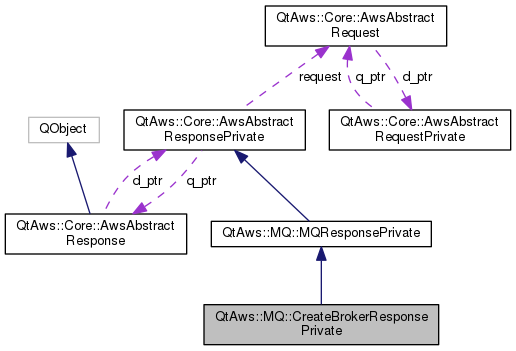 QtAws::Core::AwsAbstract
Request
request
q_ptr
d_ptr
QObject
QtAws::Core::AwsAbstract
ResponsePrivate
QtAws::Core::AwsAbstract
RequestPrivate
d_ptr
q_ptr
QtAws::Core::AwsAbstract
Response
QtAws::MQ::MQResponsePrivate
QtAws::MQ::CreateBrokerResponse
Private